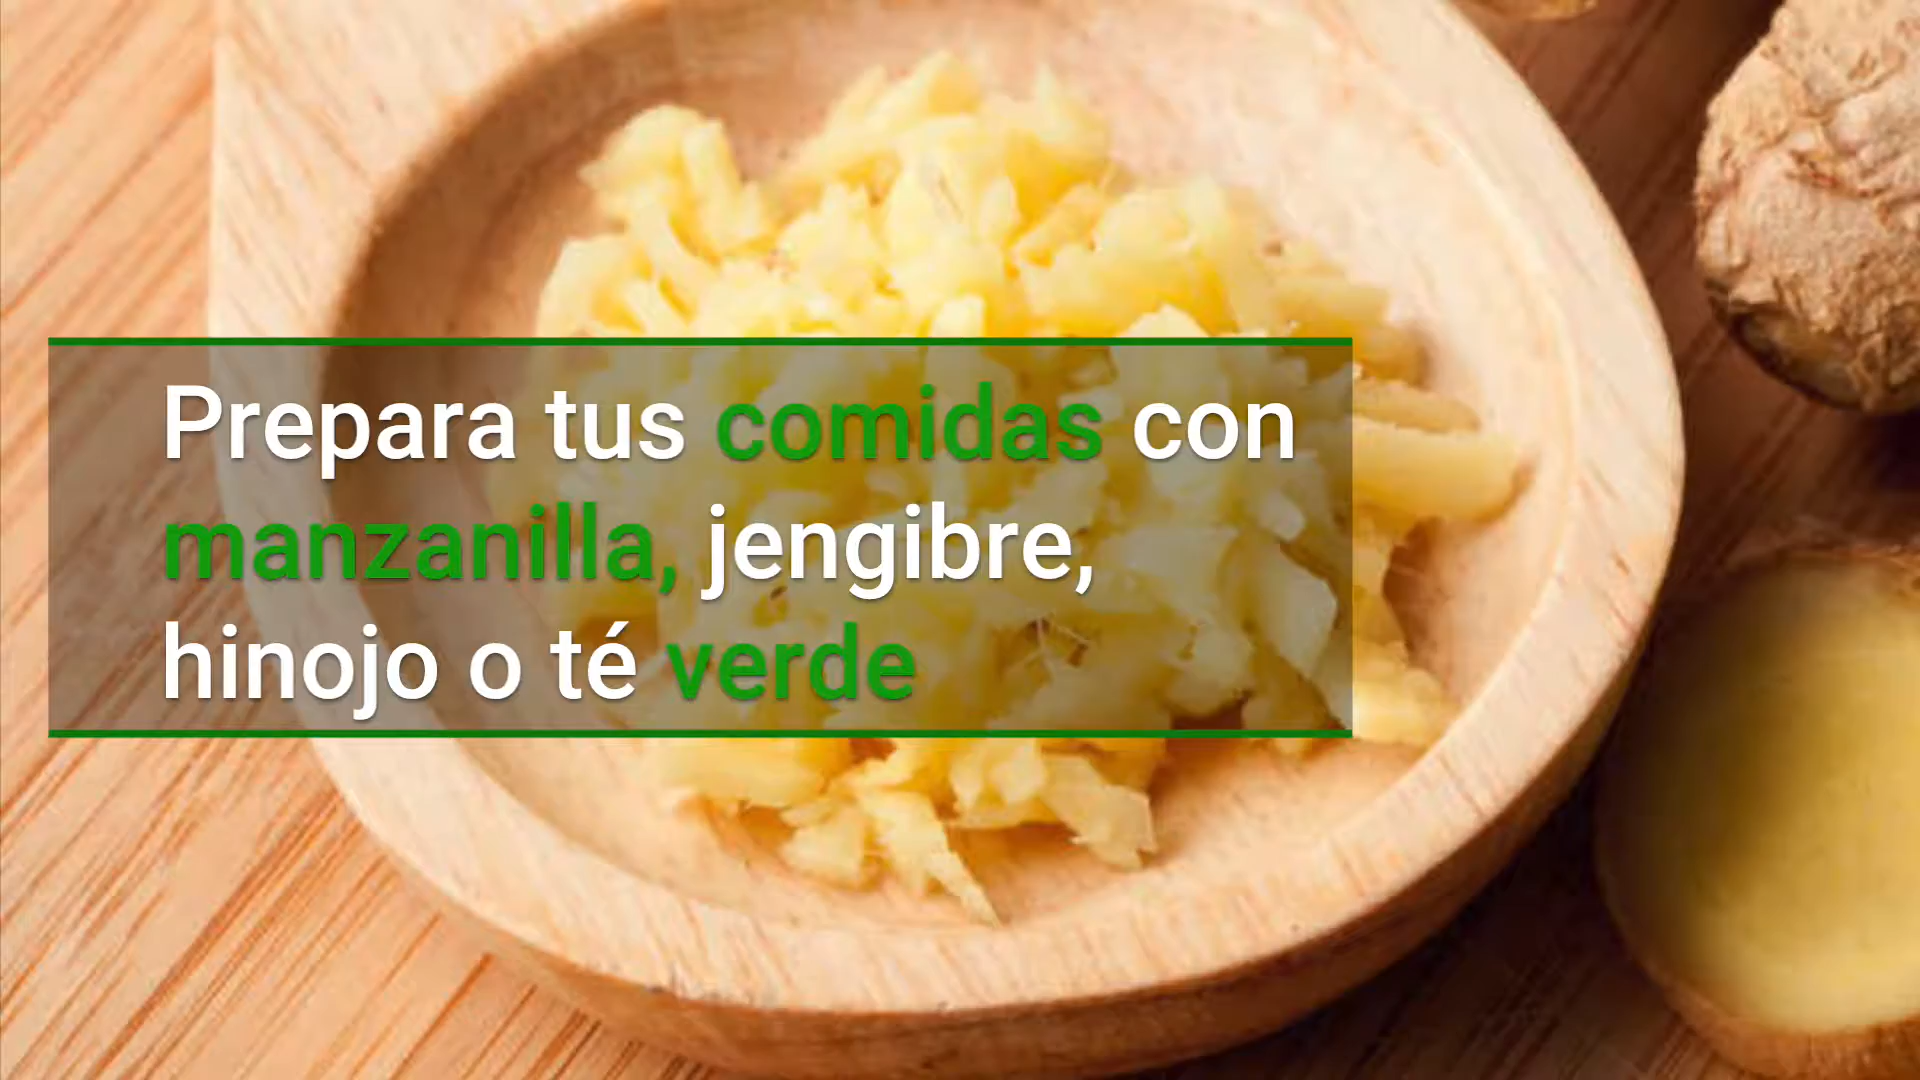 Prepara tus comidas con
manzanilla, jengibre,
hinojo o té verde